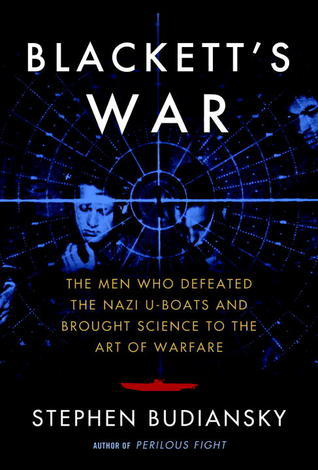 BLACKETT'S
WAR
THE MEN WHO DEFEATED
THE NAZI U-BOATS AND
BROUGHT SCIENCE TO THE
ART OF WARFARE
STEPHEN BUDIANSKY
AUTHOR OF PERILOUS FIGHT